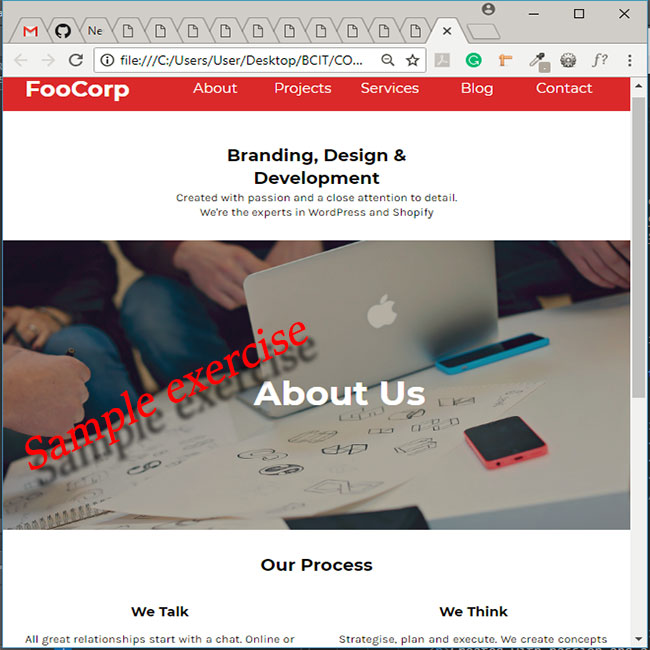 Ne
file:///C:/Users/User/Desktop/BCIT/CO...
f?
FooCorp About Projects Services Blog Contact
Branding, Design &
Development
Created with passion and a close attention to detail.
We're the experts in WordPress and Shopify
Sample exercise
About Us
Our Process
We Talk We Think
All great relationships start with a chat. Online or Strategise, plan and execute. We create concepts